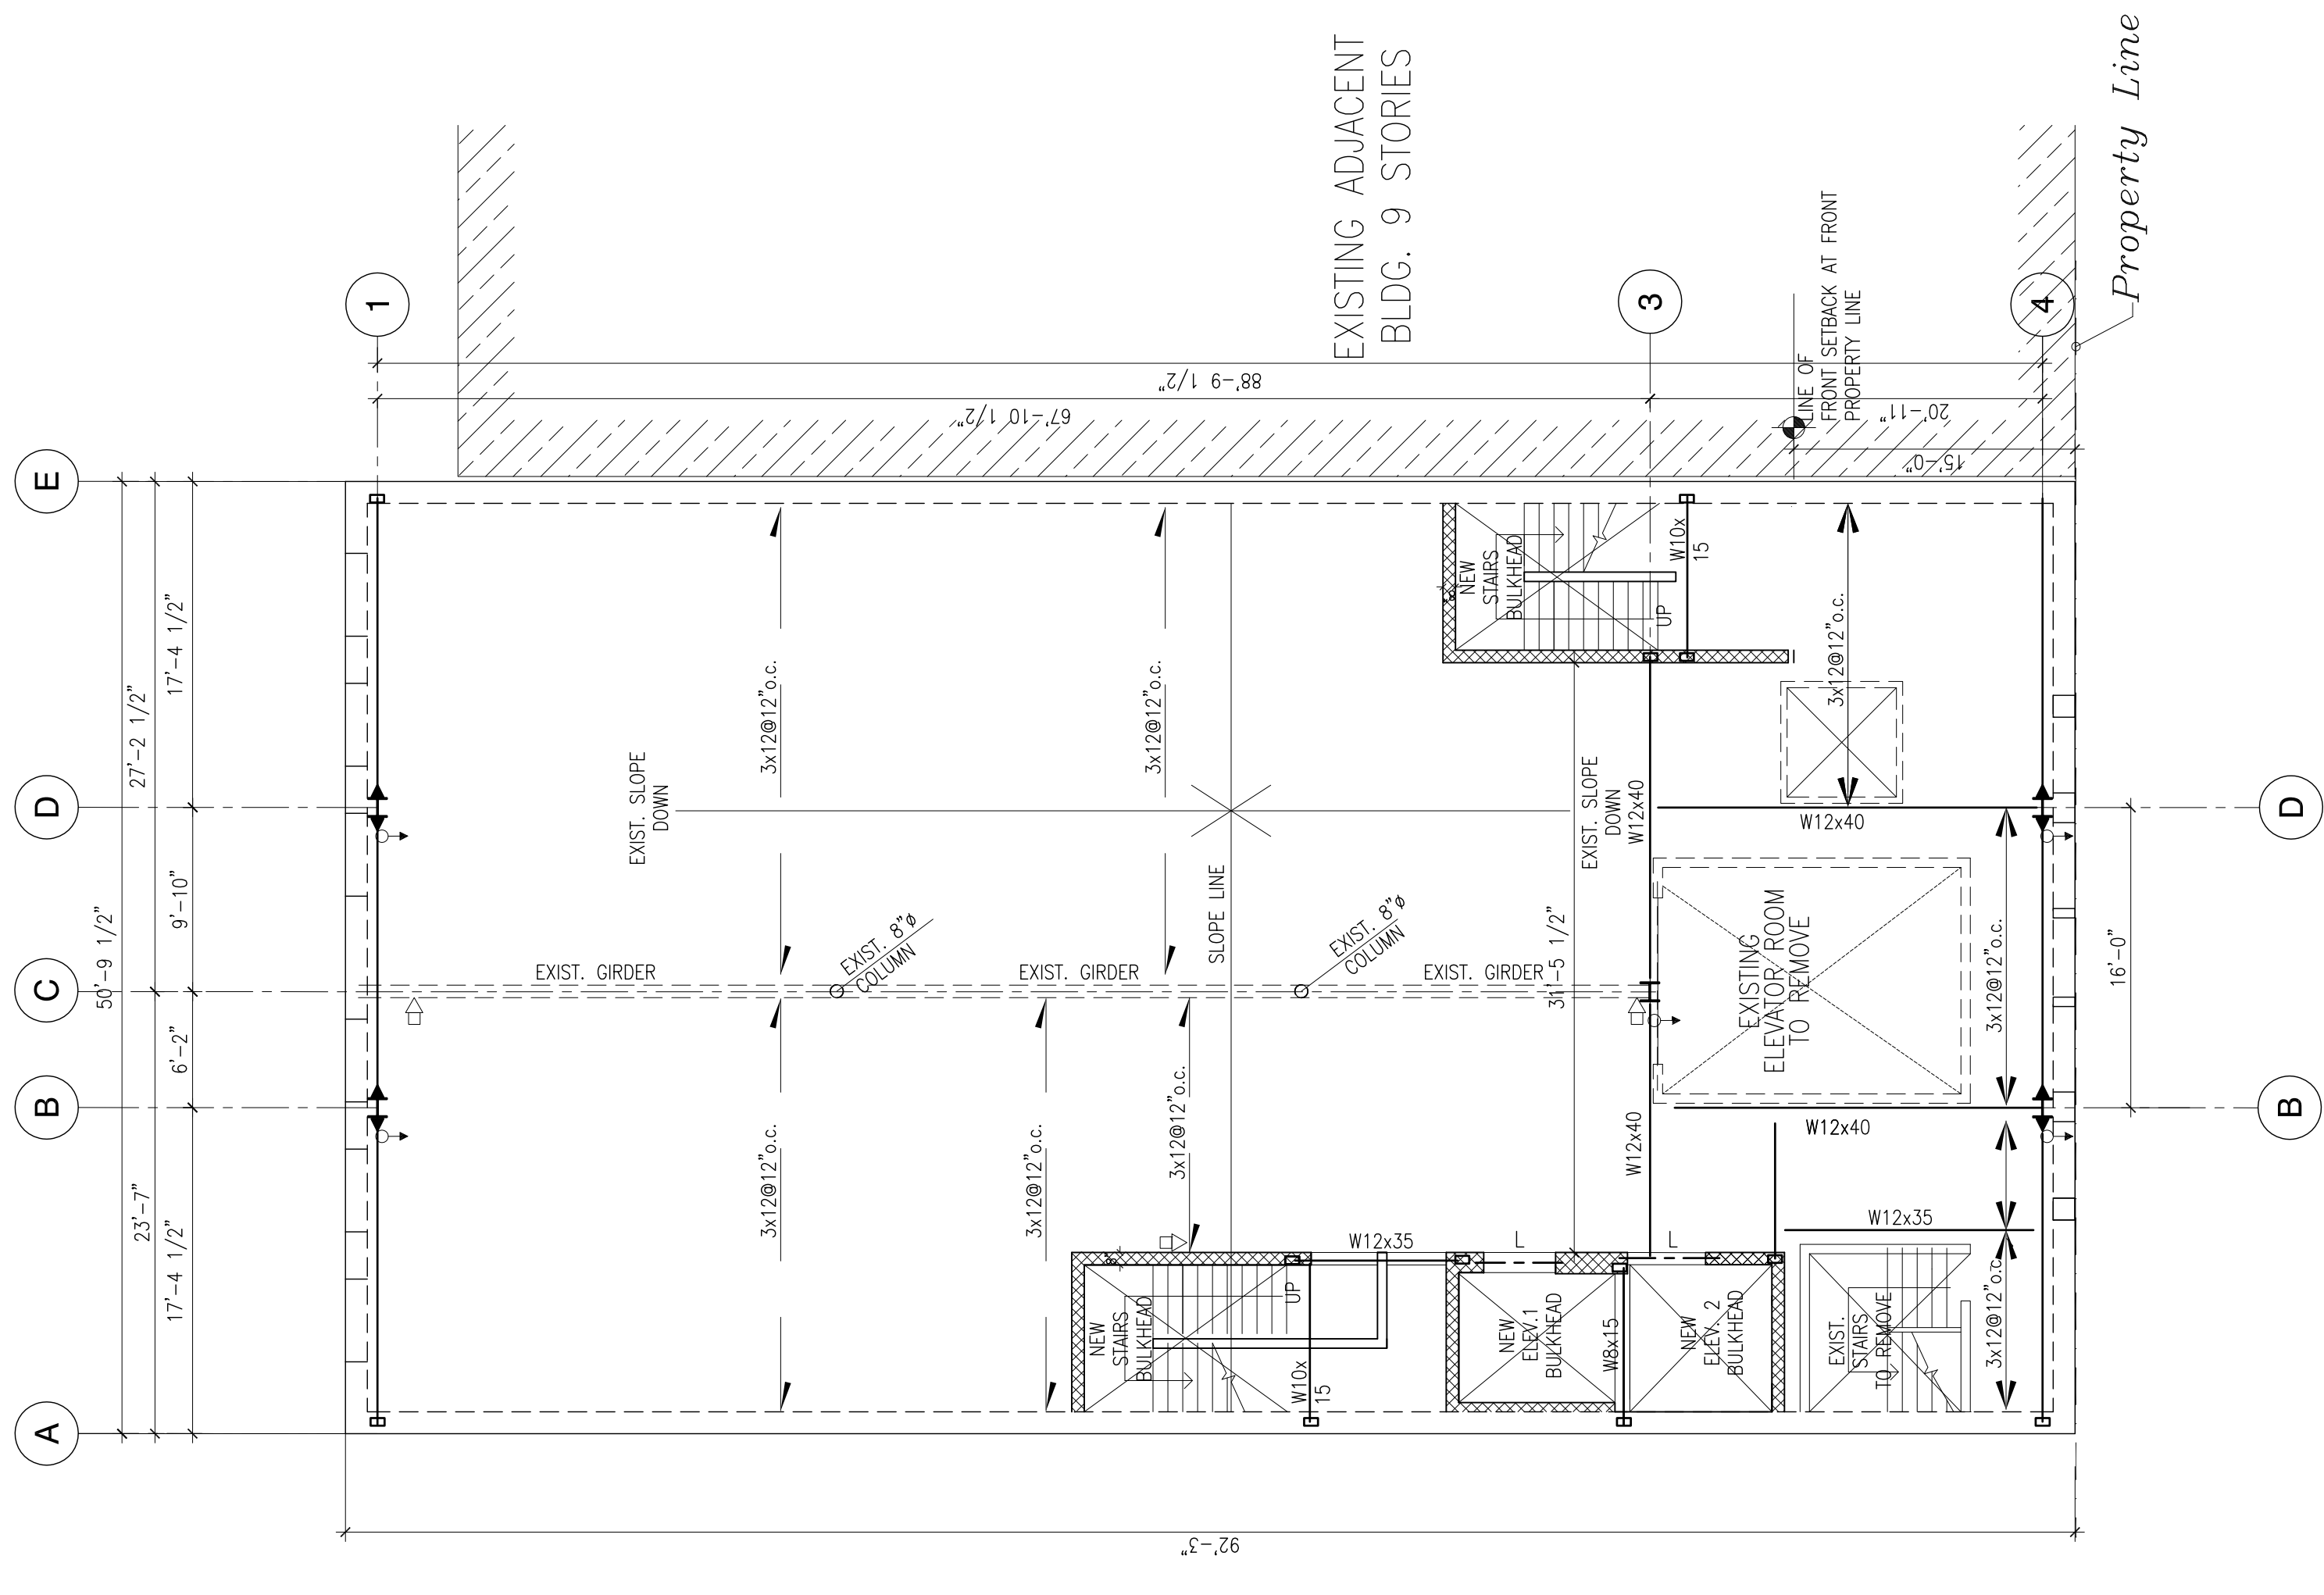 E
D
C
B
A
50'-9 1/2"
27'-2 1/2"
23'-7"
17'-4 1/2"
9'-10"
6'-2"
17'-4 1/2"
1
3
4
D
B
88'-9 1/2"
67'-10 1/2"
20'-11"
15'-0"
92'-3"
16'-0"
31'-5 1/2"
EXISTING ADJACENT
BLDG. 9 STORIES
Property Line
LINE OF
FRONT SETBACK AT FRONT
PROPERTY LINE
3x12@12"o.c.
3x12@12"o.c.
EXIST. SLOPE
DOWN
EXIST. SLOPE
DOWN
SLOPE LINE
EXIST. 8"ø
COLUMN
EXIST. 8"ø
COLUMN
EXIST. GIRDER
EXIST. GIRDER
EXIST. GIRDER
3x12@12"o.c.
3x12@12"o.c.
3x12@12"o.c.
8"
NEW
STAIRS
BULKHEAD
UP
W10x
15
3x12@12"o.c.
W12x40
W12x40
EXISTING
ELEVATOR ROOM
TO REMOVE
3x12@12"o.c.
W12x40
W12x40
W12x35
3x12@12"o.c.
8"
NEW
STAIRS
BULKHEAD
UP
W10x
15
W12x35
L
L
NEW
ELEV.1
BULKHEAD
W8x15
NEW
ELEV. 2
BULKHEAD
EXIST.
STAIRS
TO REMOVE